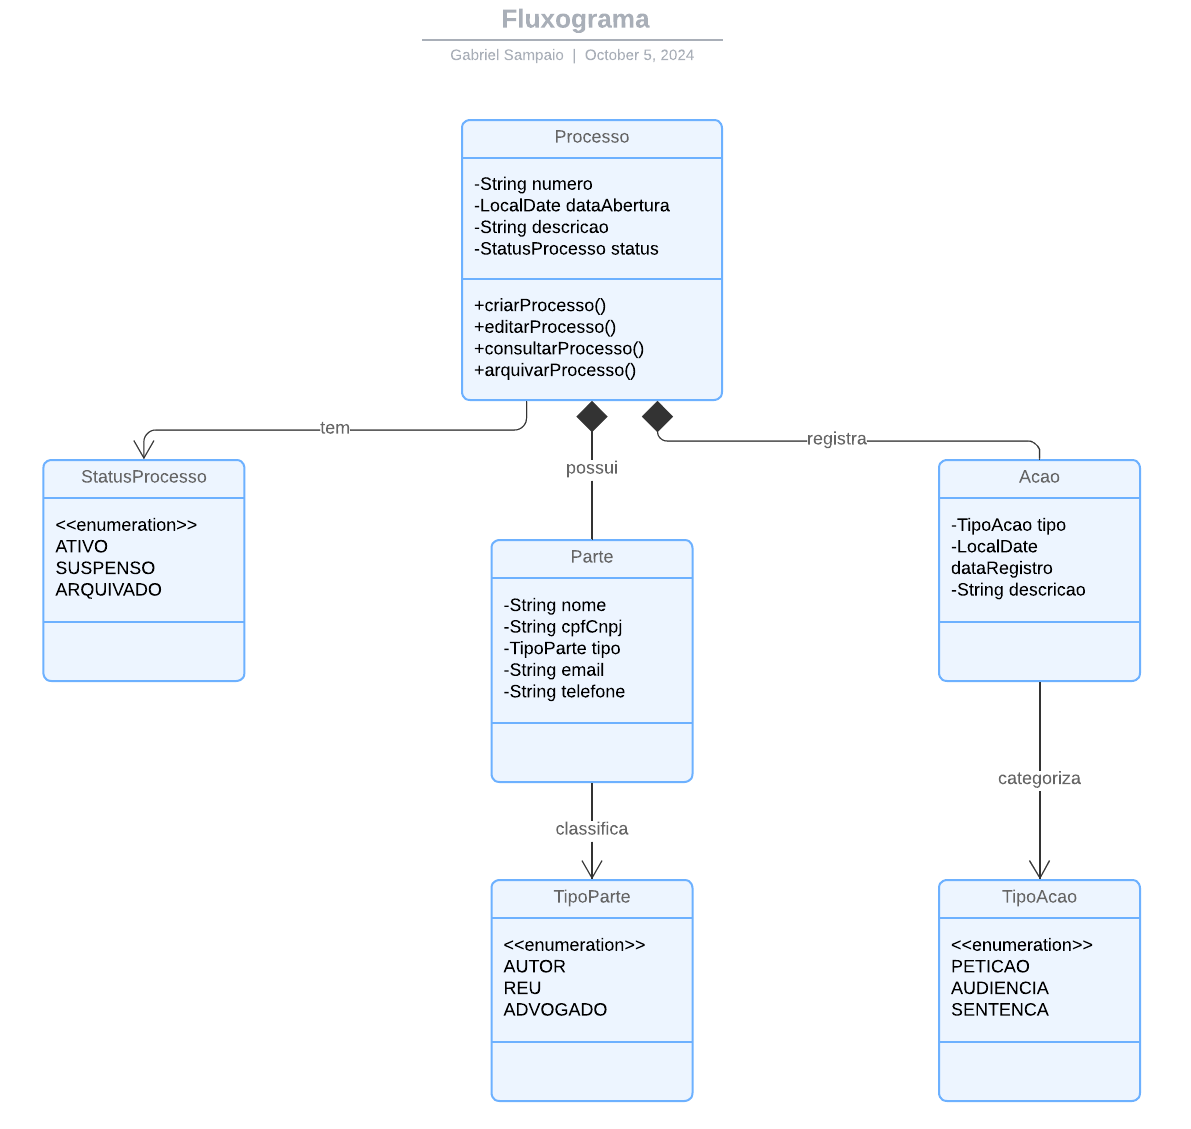 Fluxograma
Gabriel Sampaio | October 5, 2024
Processo
-String numero
-LocalDate dataAbertura
-String descricao
-StatusProcesso status
+criarProcesso()
+editarProcesso()
+consultarProcesso()
+arquivarProcesso()
tem
possui
registra
StatusProcesso
<<enumeration>>
ATIVO
SUSPENSO
ARQUIVADO
Parte
-String nome
-String cpfCnpj
-TipoParte tipo
-String email
-String telefone
Acao
-TipoAcao tipo
-LocalDate
dataRegistro
-String descricao
classifica
categoriza
TipoParte
<<enumeration>>
AUTOR
REU
ADVOGADO
TipoAcao
<<enumeration>>
PETICAO
AUDIENCIA
SENTENCA